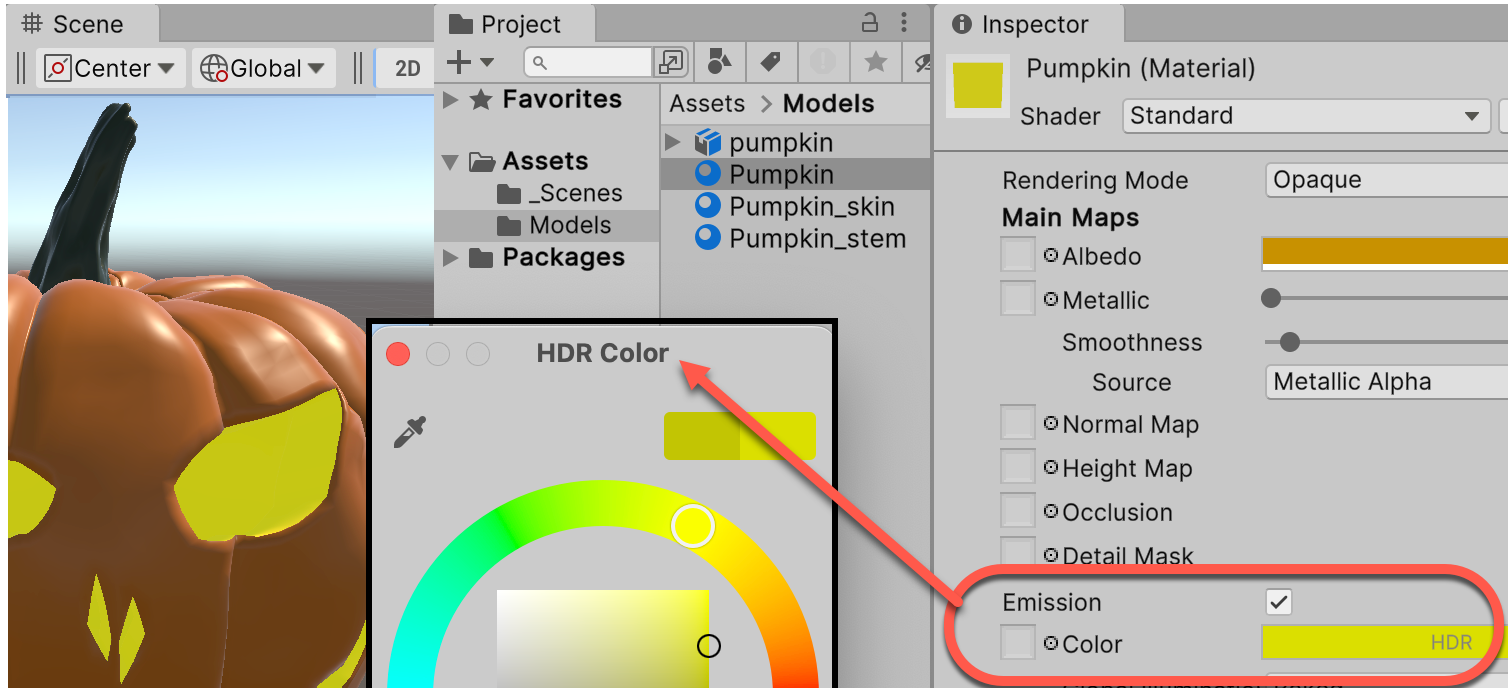 Scene
Center
Global
2D
Project
Favorites
Assets
_Scenes
Models
Packages
Assets > Models
pumpkin
Pumpkin
Pumpkin_skin
Pumpkin_stem
HDR Color
Inspector
Pumpkin (Material)
Shader Standard
Rendering Mode Opaque
Main Maps
Albedo
Metallic
Smoothness
Source Metallic Alpha
Normal Map
Height Map
Occlusion
Detail Mask
Emission
Color HDR